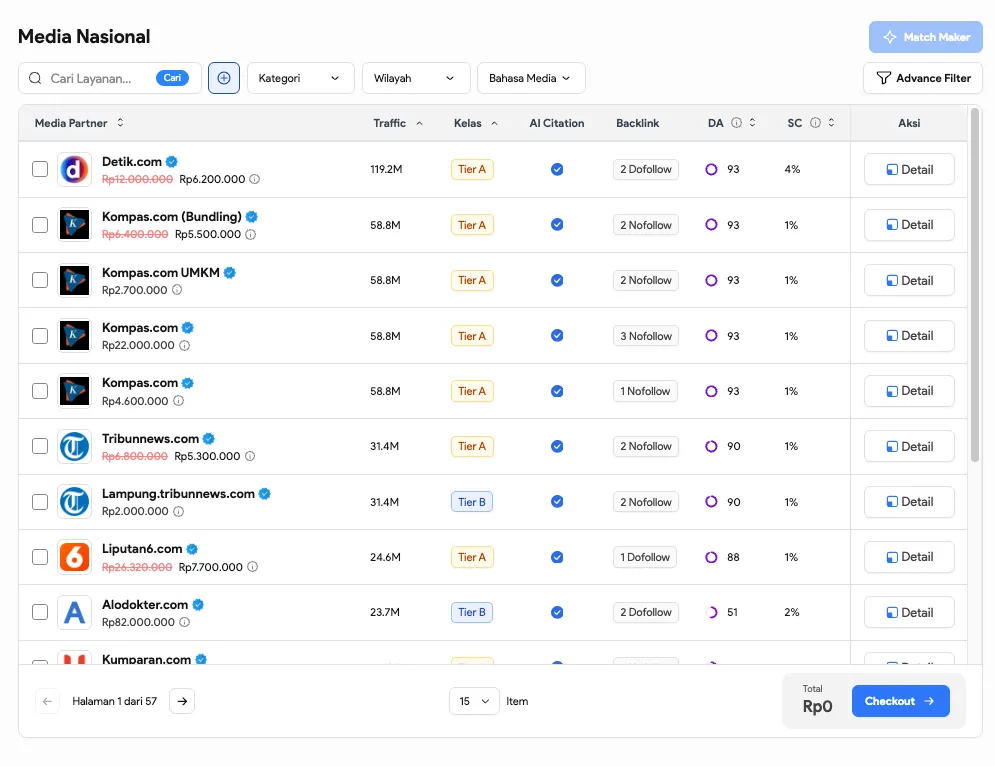 Media Nasional
Match Maker
Cari Layanan... Cari Kategori Wilayah Bahasa Media Advance Filter
Media Partner Traffic Kelas AI Citation Backlink DA SC Aksi
Detik.com
Rp12.000.000 Rp6.200.000 119.2M Tier A 2 Dofollow 93 4% Detail
Kompas.com (Bundling)
Rp6.400.000 Rp5.500.000 58.8M Tier A 2 Nofollow 93 1% Detail
Kompas.com UMKM
Rp2.700.000 58.8M Tier A 2 Nofollow 93 1% Detail
Kompas.com
Rp22.000.000 58.8M Tier A 3 Nofollow 93 1% Detail
Kompas.com
Rp4.600.000 58.8M Tier A 1 Nofollow 93 1% Detail
Tribunnews.com
Rp6.800.000 Rp5.300.000 31.4M Tier A 2 Nofollow 90 1% Detail
Lampung.tribunnews.com
Rp2.000.000 31.4M Tier B 2 Nofollow 90 1% Detail
Liputan6.com
Rp26.320.000 Rp7.700.000 24.6M Tier A 1 Dofollow 88 1% Detail
Alodokter.com
Rp82.000.000 23.7M Tier B 2 Dofollow 51 2% Detail
Kumparan.com
Halaman 1 dari 57 15 Item Total
Rp0 Checkout